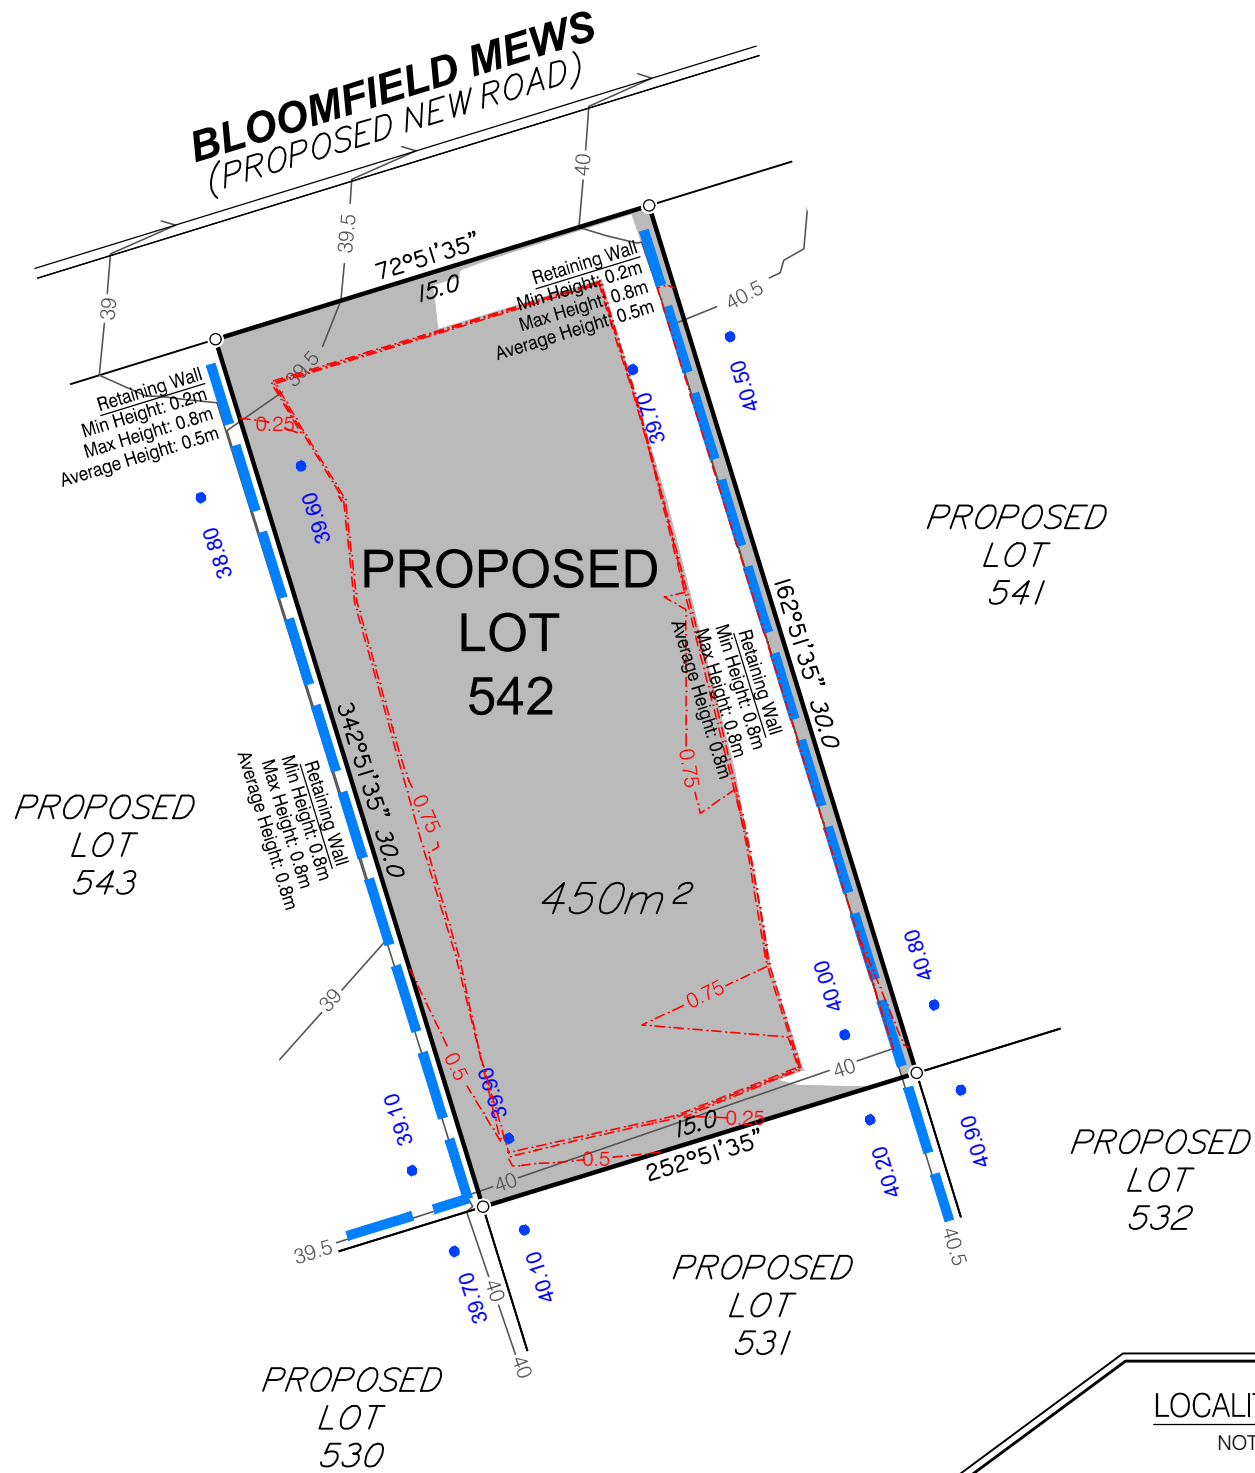 BLOOMFIELD MEWS
(PROPOSED NEW ROAD)
40
39.5
39
72°51'35"
15.0
Retaining Wall
Min Height: 0.2m
Max Height: 0.8m
Average Height: 0.5m
40.5
40.50
39.70
39.5
Retaining Wall
Min Height: 0.2m
Max Height: 0.8m
Average Height: 0.5m
0.25
39.60
38.80
PROPOSED
LOT
542
PROPOSED
LOT
541
162°51'35" 30.0
Retaining Wall
Min Height: 0.8m
Max Height: 0.8m
Average Height: 0.8m
0.75
342°51'35" 30.0
Retaining Wall
Min Height: 0.8m
Max Height: 0.8m
Average Height: 0.8m
0.75
PROPOSED
LOT
543
450m²
39
0.75
40.00
40.80
0.5
39.90
40
39.10
15.0
0.25
252°51'35"
0.5
40
40.20
40.90
PROPOSED
LOT
532
39.5
39.70
40.10
40
40
40.5
PROPOSED
LOT
531
PROPOSED
LOT
530
LOCALI
NOT